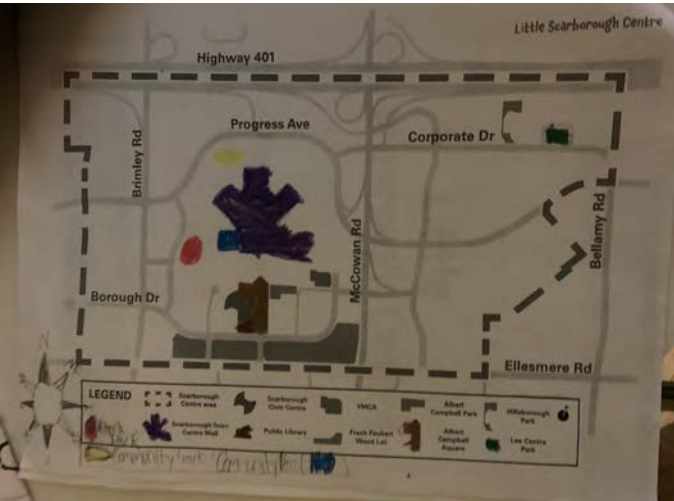 Little Scarborough Centre
Highway 401
Progress Ave
Corporate Dr
Brimley Rd
McCowan Rd
Bellamy Rd
Borough Dr
Ellesmere Rd
N
LEGEND
Scarborough Centre area
Scarborough Civic Centre
YMCA
Albert Campbell Park
Hillsborough Park
Scarborough Town Centre Mall
Public Library
Frank Faubert Wood Lot
Albert Campbell Square
Lee Centre Park
Community
Community